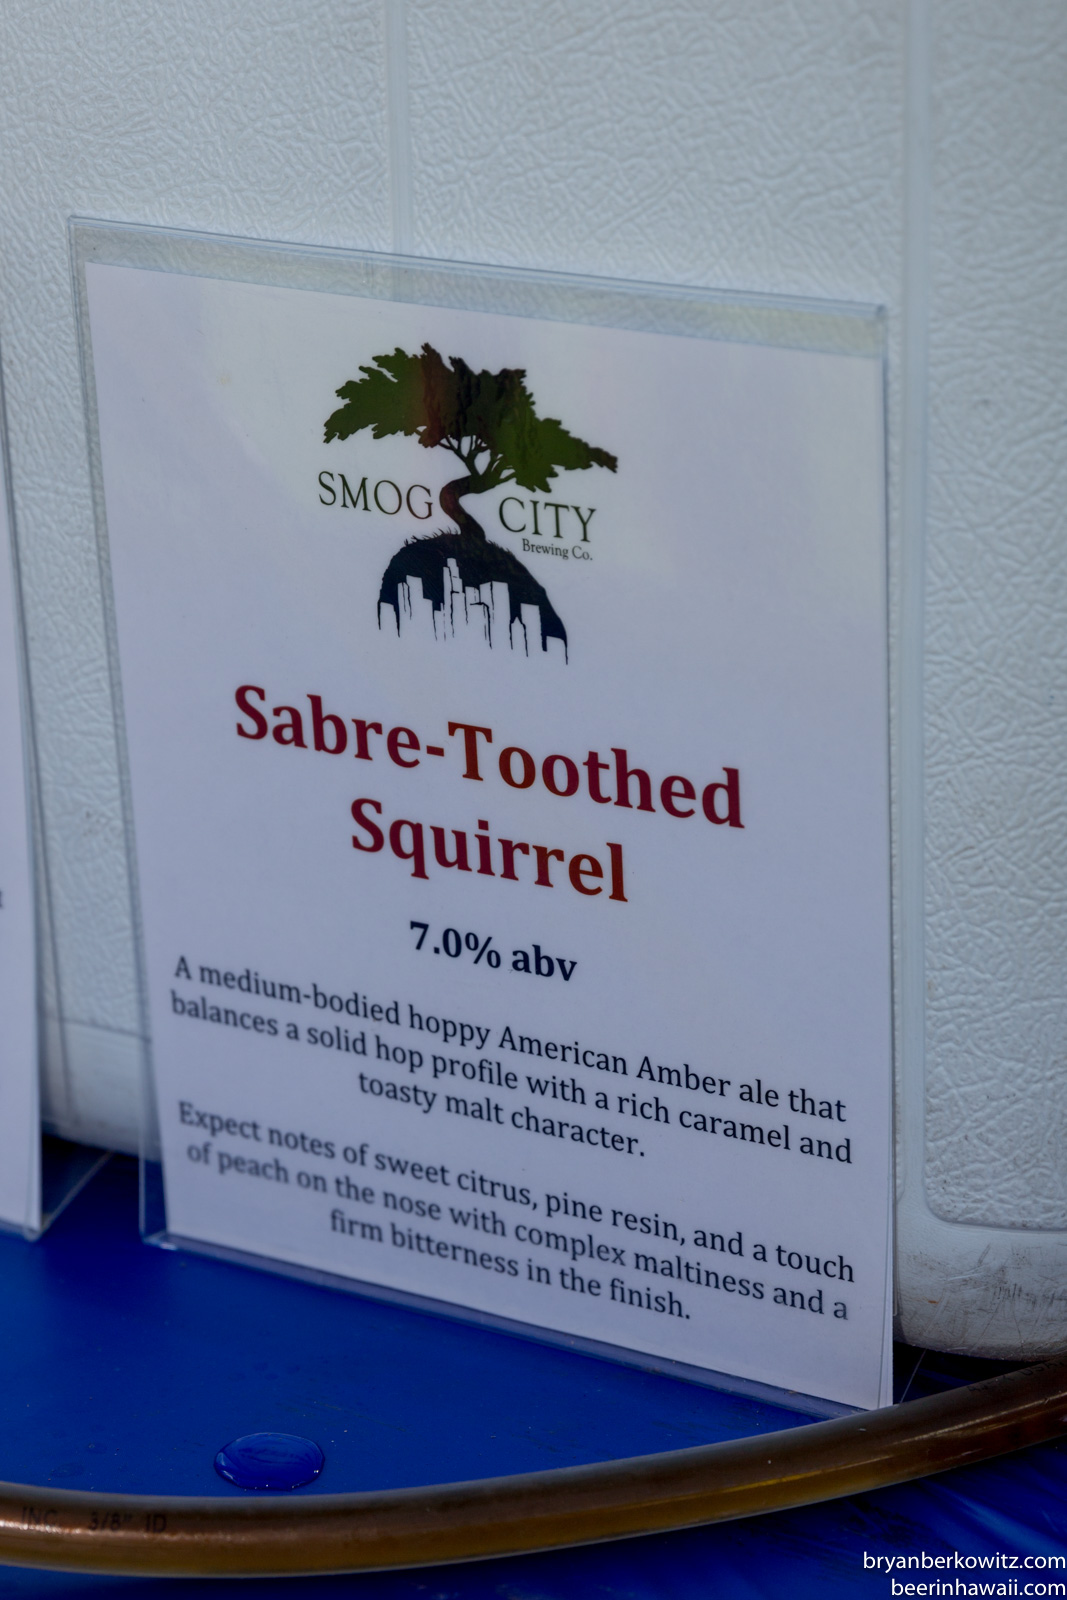 SMOG CITY
Brewing Co.
Sabre-Toothed
Squirrel
7.0% abv
A medium-bodied hoppy American Amber ale that
balances a solid hop profile with a rich caramel and
toasty malt character.
Expect notes of sweet citrus, pine resin, and a touch
of peach on the nose with complex maltiness and a
firm bitterness in the finish.
INC. 3/8" ID
bryanberkowitz.com
beerinhawaii.com